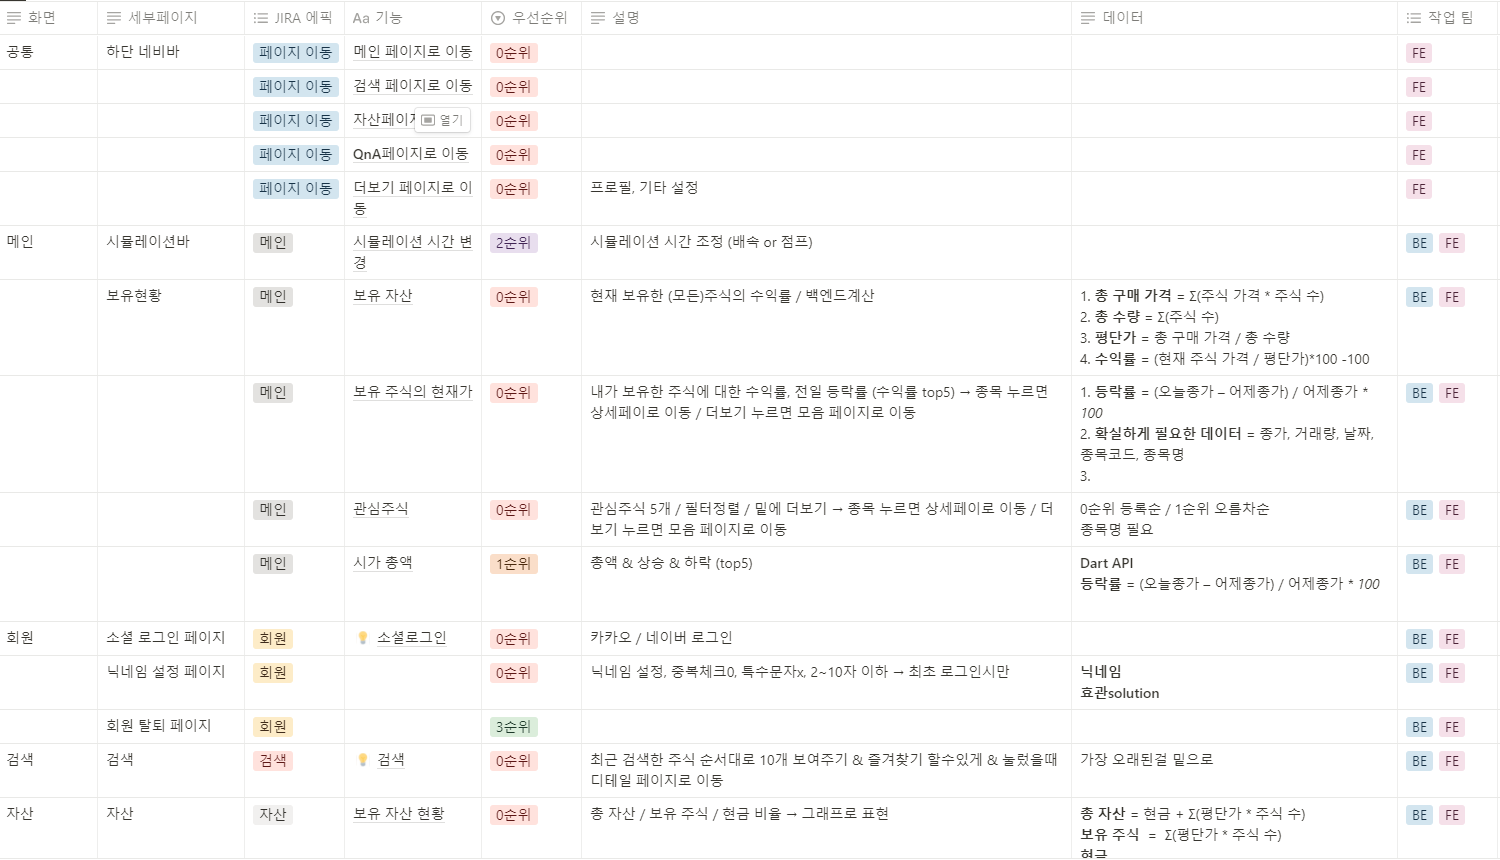 화면 세부페이지 JIRA 에픽 Aa 기능 우선순위 설명 데이터 작업 팀
공통 하단 네비바 페이지 이동 메인 페이지로 이동 0순위 FE
페이지 이동 검색 페이지로 이동 0순위 FE
페이지 이동 자산페이지 열기 0순위 FE
페이지 이동 QnA페이지로 이동 0순위 FE
페이지 이동 더보기 페이지로 이 0순위 프로필, 기타 설정 FE
동
메인 시뮬레이션바 메인 시뮬레이션 시간 변 2순위 시뮬레이션 시간 조정 (배속 or 점프) BE FE
경
보유현황 메인 보유 자산 0순위 현재 보유한 (모든)주식의 수익률 / 백엔드계산 1. 총 구매 가격 = Σ(주식 가격 * 주식 수) BE FE
2. 총 수량 = Σ(주식 수)
3. 평단가 = 총 구매 가격 / 총 수량
4. 수익률 = (현재 주식 가격 / 평단가)*100 -100
메인 보유 주식의 현재가 0순위 내가 보유한 주식에 대한 수익률, 전일 등락률 (수익률 top5) → 종목 누르면 1. 등락률 = (오늘종가 – 어제종가) / 어제종가 * BE FE
상세페이로 이동 / 더보기 누르면 모음 페이지로 이동 100
2. 확실하게 필요한 데이터 = 종가, 거래량, 날짜,
종목코드, 종목명
3.
메인 관심주식 0순위 관심주식 5개 / 필터정렬 / 밑에 더보기 → 종목 누르면 상세페이로 이동 / 더 0순위 등록순 / 1순위 오름차순 BE FE
보기 누르면 모음 페이지로 이동 종목명 필요
메인 시가 총액 1순위 총액 & 상승 & 하락 (top5) Dart API BE FE
등락률 = (오늘종가 – 어제종가) / 어제종가 * 100
회원 소셜 로그인 페이지 회원 💡 소셜로그인 0순위 카카오 / 네이버 로그인 BE FE
닉네임 설정 페이지 회원 0순위 닉네임 설정, 중복체크0, 특수문자x, 2~10자 이하 → 최초 로그인시만 닉네임 BE FE
효관solution
회원 탈퇴 페이지 회원 3순위 BE FE
검색 검색 검색 💡 검색 0순위 최근 검색한 주식 순서대로 10개 보여주기 & 즐겨찾기 할수있게 & 눌렀을때 가장 오래된걸 밑으로 BE FE
디테일 페이지로 이동
자산 자산 자산 보유 자산 현황 0순위 총 자산 / 보유 주식 / 현금 비율 → 그래프로 표현 총 자산 = 현금 + Σ(평단가 * 주식 수) BE FE
보유 주식 = Σ(평단가 * 주식 수)
현금